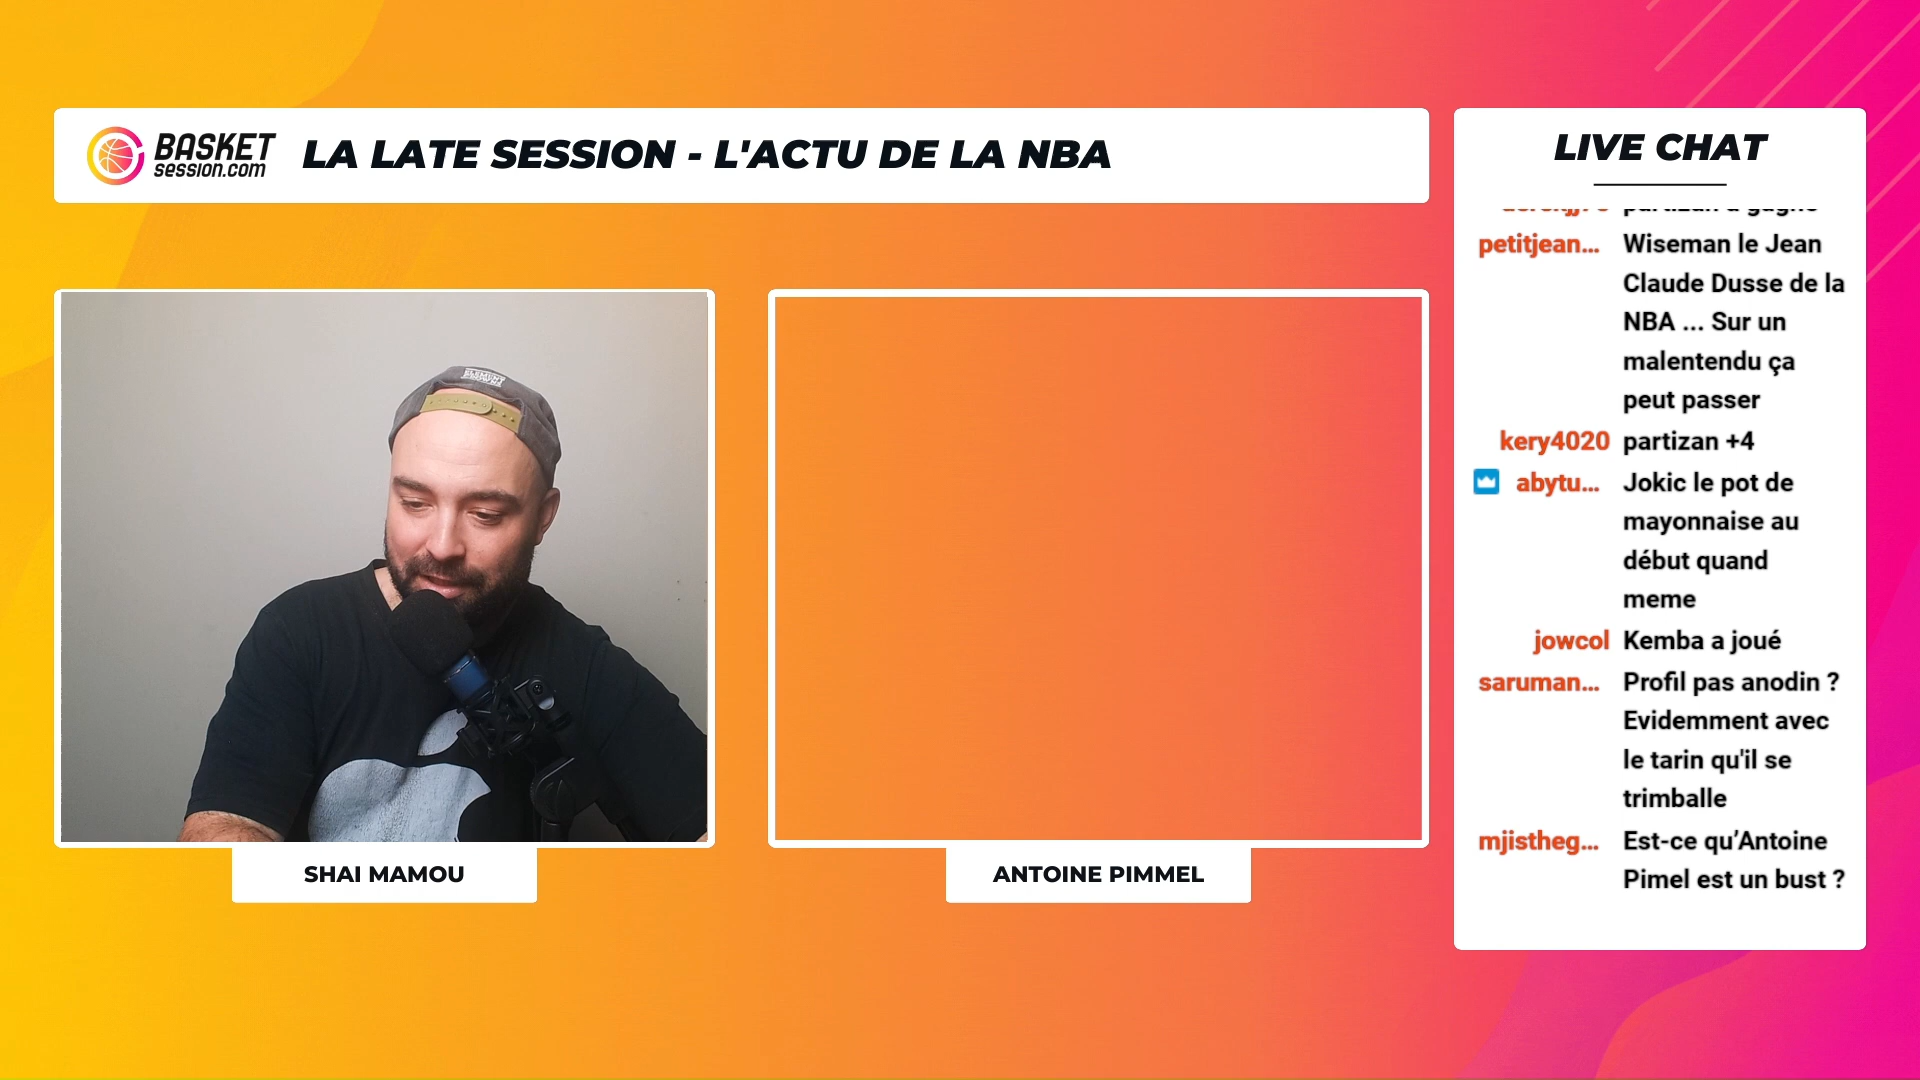 BASKET
session.com
LA LATE SESSION - L'ACTU DE LA NBA
ELEMENT
SHAI MAMOU
ANTOINE PIMMEL
LIVE CHAT
partizan a gagné
petitjean... Wiseman le Jean
Claude Dusse de la
NBA ... Sur un
malentendu ça
peut passer
kery4020 partizan +4
abytu... Jokic le pot de
mayonnaise au
début quand
meme
jowcol Kemba a joué
saruman... Profil pas anodin ?
Evidemment avec
le tarin qu'il se
trimballe
mjistheg... Est-ce qu’Antoine
Pimel est un bust ?